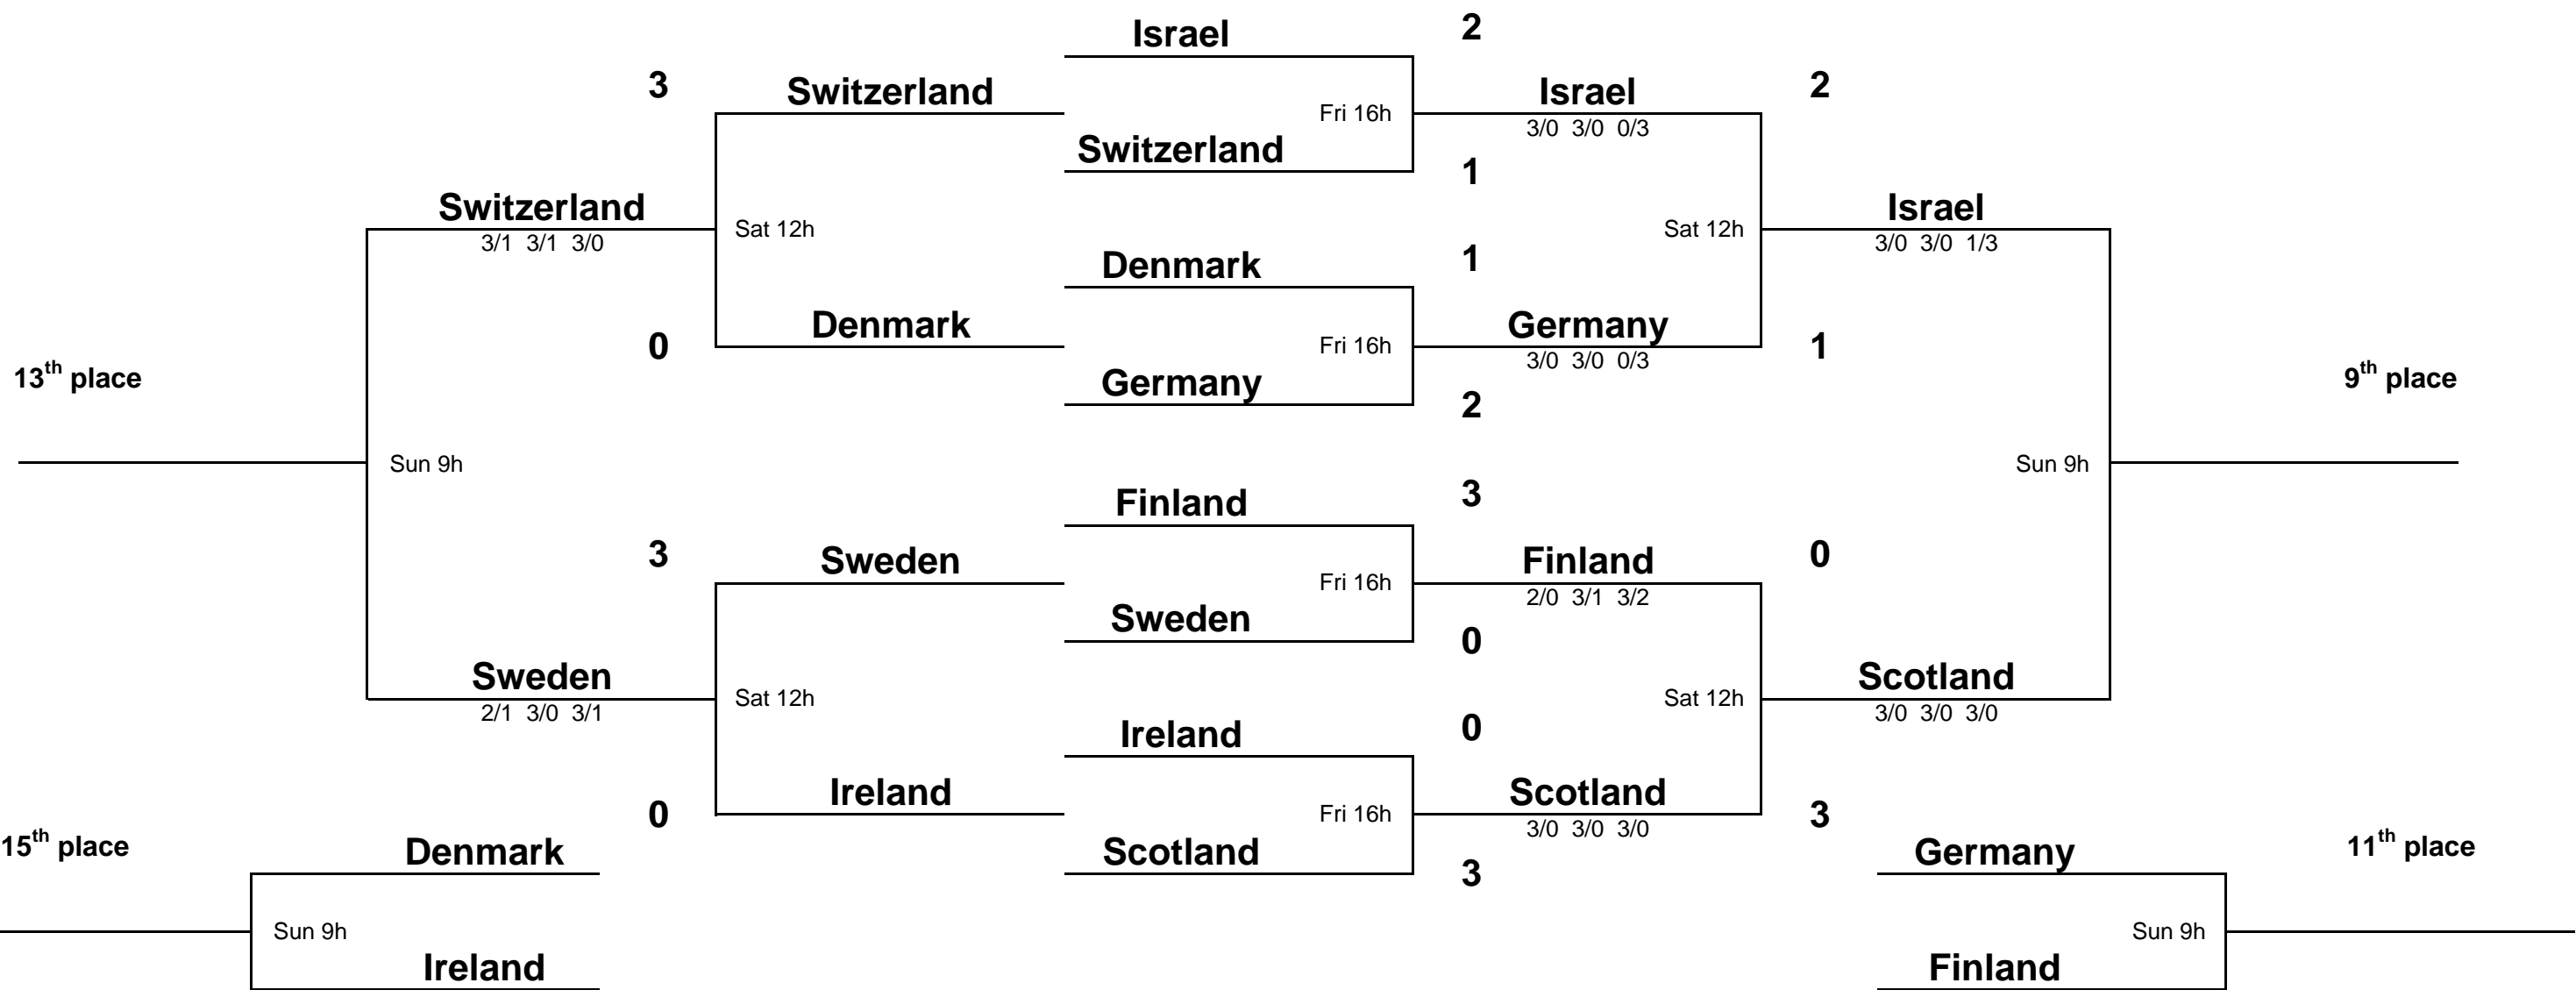 Israel 2
3 Switzerland Israel 2
Fri 16h 3/0 3/0 0/3
Switzerland 1
Switzerland Israel
3/1 3/1 3/0 Sat 12h Sat 12h 3/0 3/0 1/3
Denmark 1
0 Denmark Germany 1
Fri 16h 3/0 3/0 0/3
13th place Germany 2 9th place
Sun 9h Sun 9h
Finland 3
3 Sweden Finland 0
Fri 16h 2/0 3/1 3/2
Sweden 0
Sweden Scotland
2/1 3/0 3/1 Sat 12h Sat 12h 3/0 3/0 3/0
Ireland 0
0 Ireland Scotland 3
Fri 16h 3/0 3/0 3/0
15th place Denmark Scotland 3 Germany 11th place
Sun 9h Sun 9h
Ireland Finland